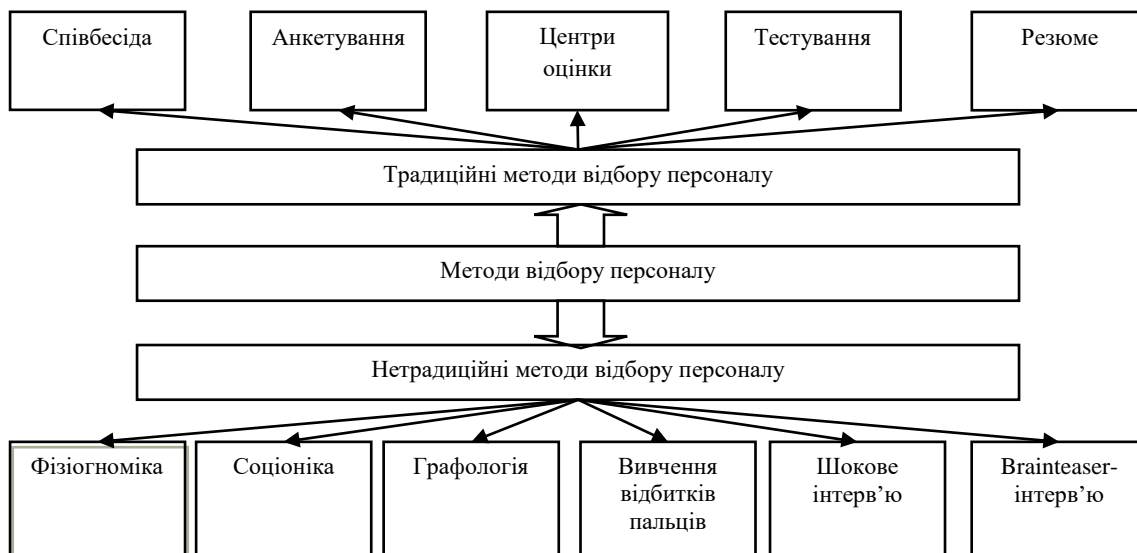 Співбесіда
Анкетування
Центри
оцінки
Тестування
Резюме
Традиційні методи відбору персоналу
Методи відбору персоналу
Нетрадиційні методи відбору персоналу
Фізіогноміка
Соціоніка
Графологія
Вивчення
відбитків
пальців
Шокове
інтерв’ю
Brainteaser-
інтерв’ю